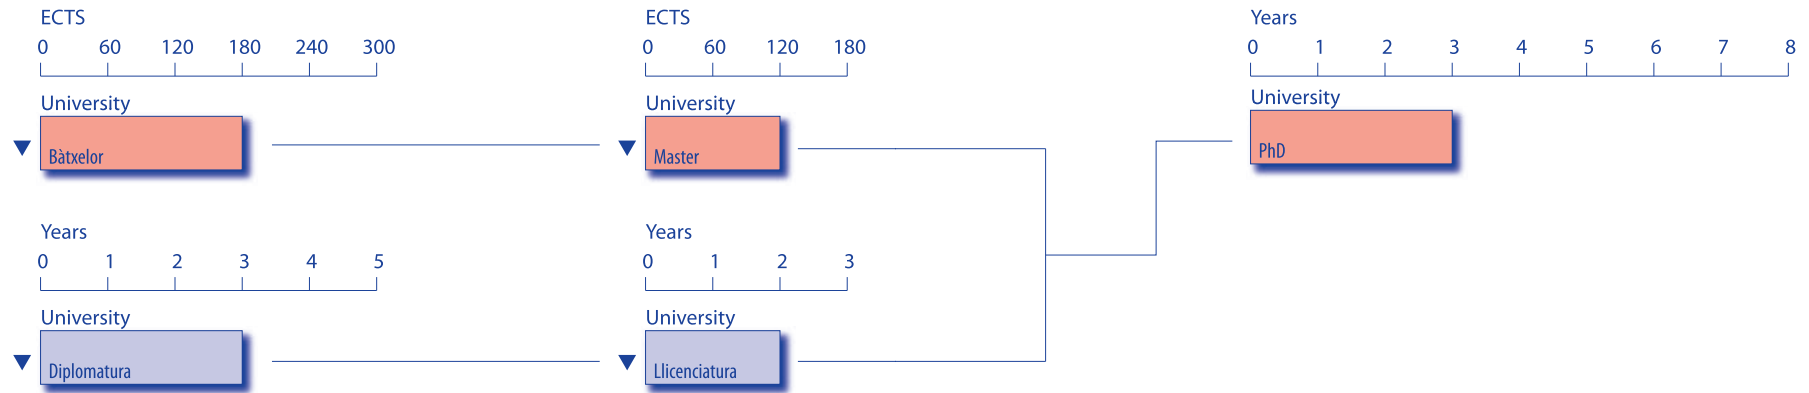 ECTS
0 60 120 180 240 300
University
Bàtxelor
ECTS
0 60 120 180
University
Master
Years
0 1 2 3 4 5 6 7 8
University
PhD
Years
0 1 2 3 4 5
University
Diplomatura
Years
0 1 2 3
University
Llicenciatura